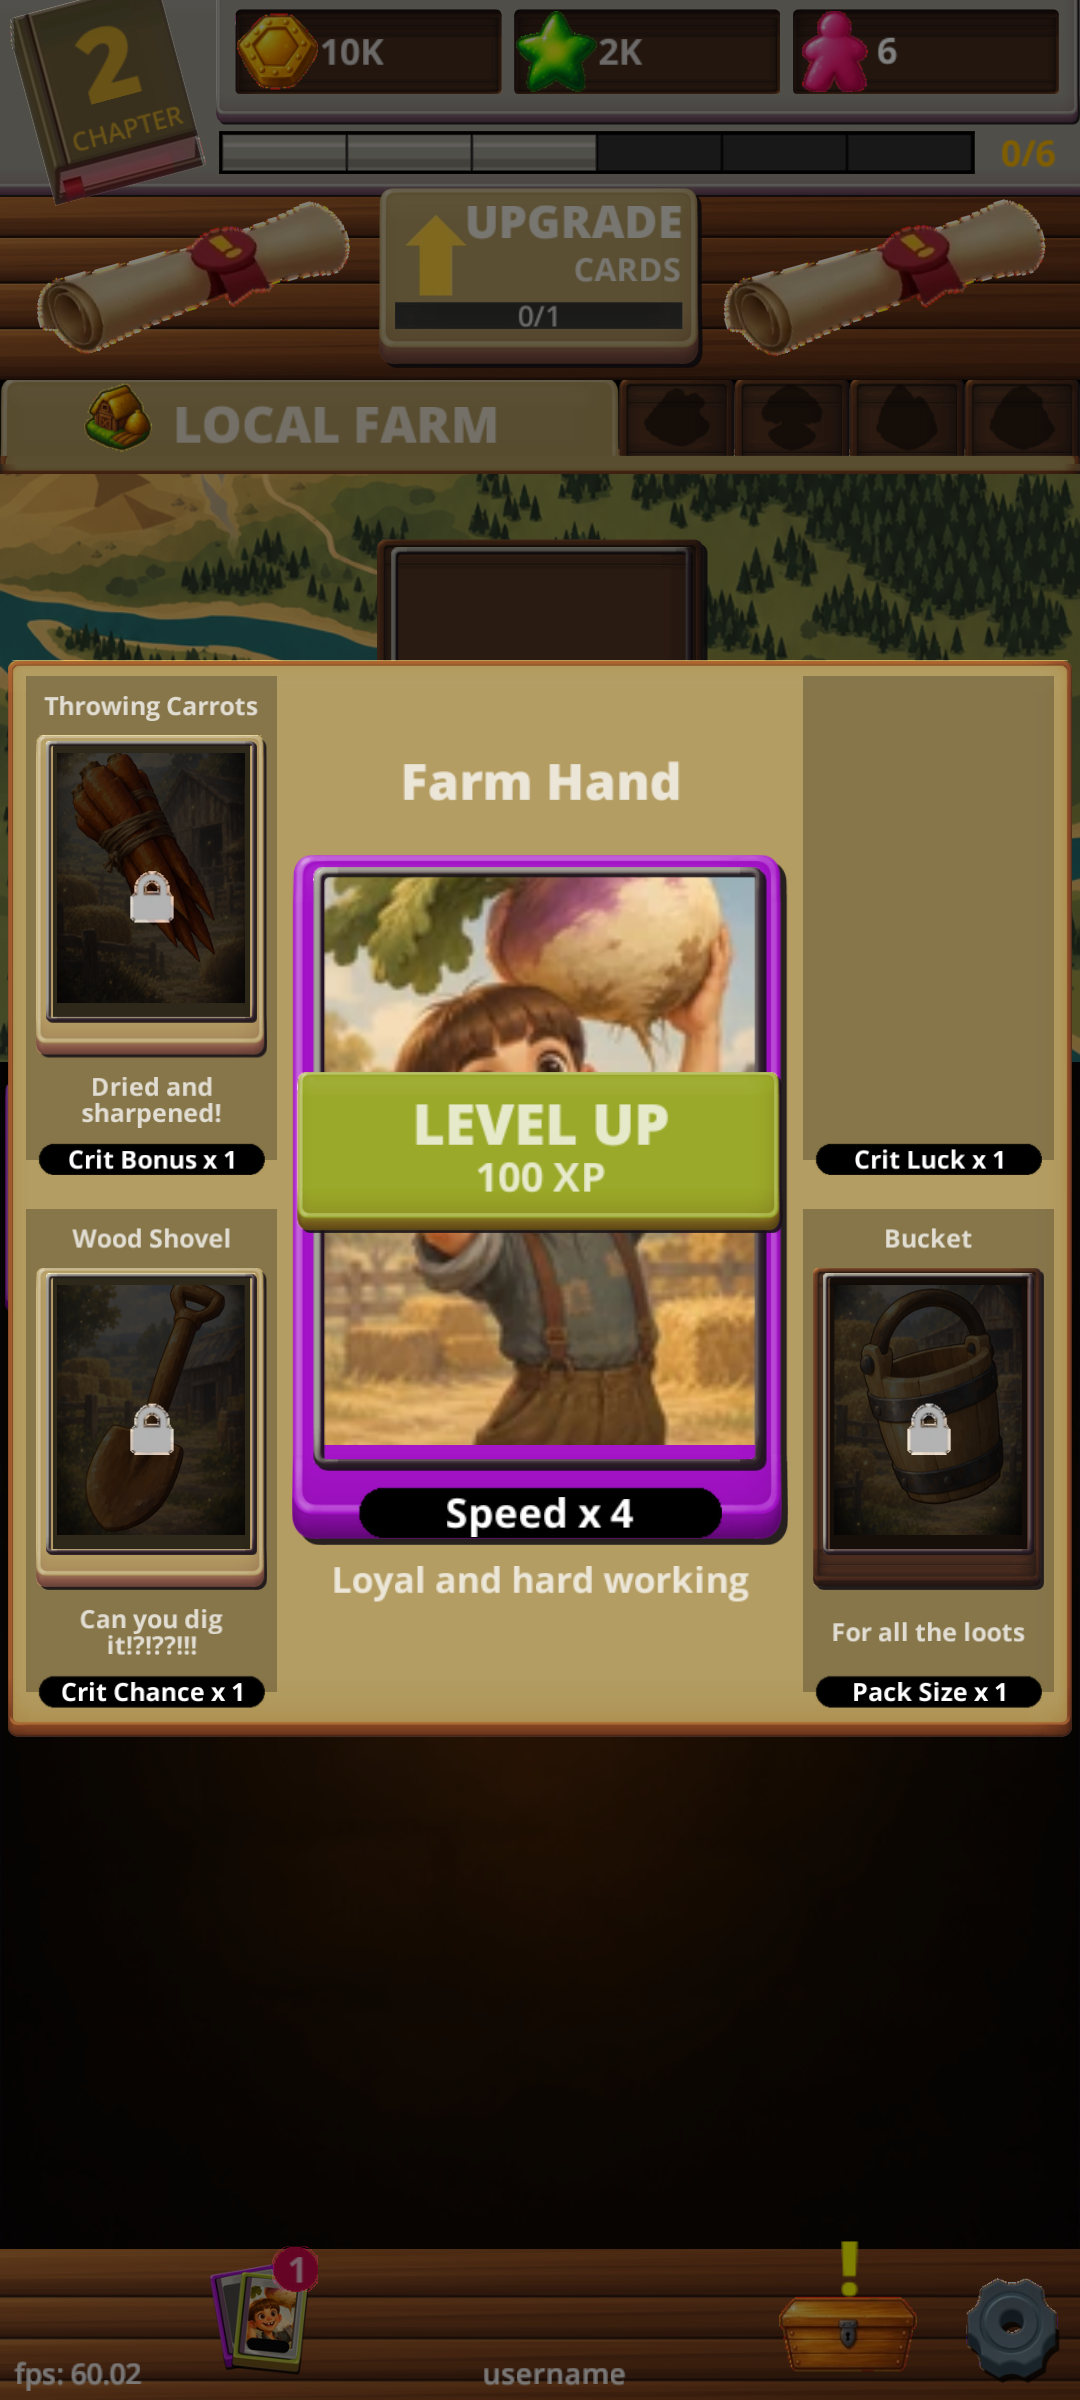 2
CHAPTER
10K
2K
6
0/6
UPGRADE
CARDS
0/1
LOCAL FARM
Throwing Carrots
Dried and
sharpened!
Crit Bonus x 1
Farm Hand
LEVEL UP
100 XP
Speed x 4
Loyal and hard working
Crit Luck x 1
Wood Shovel
Can you dig
it!?!??!!!
Crit Chance x 1
Bucket
For all the loots
Pack Size x 1
1
!
fps: 60.02
username